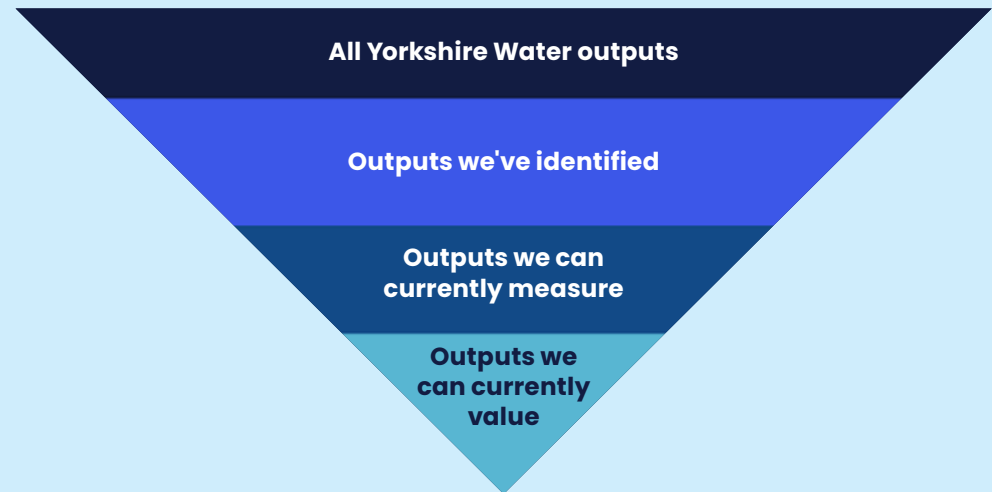 All Yorkshire Water outputs
Outputs we've identified
Outputs we can
currently measure
Outputs we
can currently
value